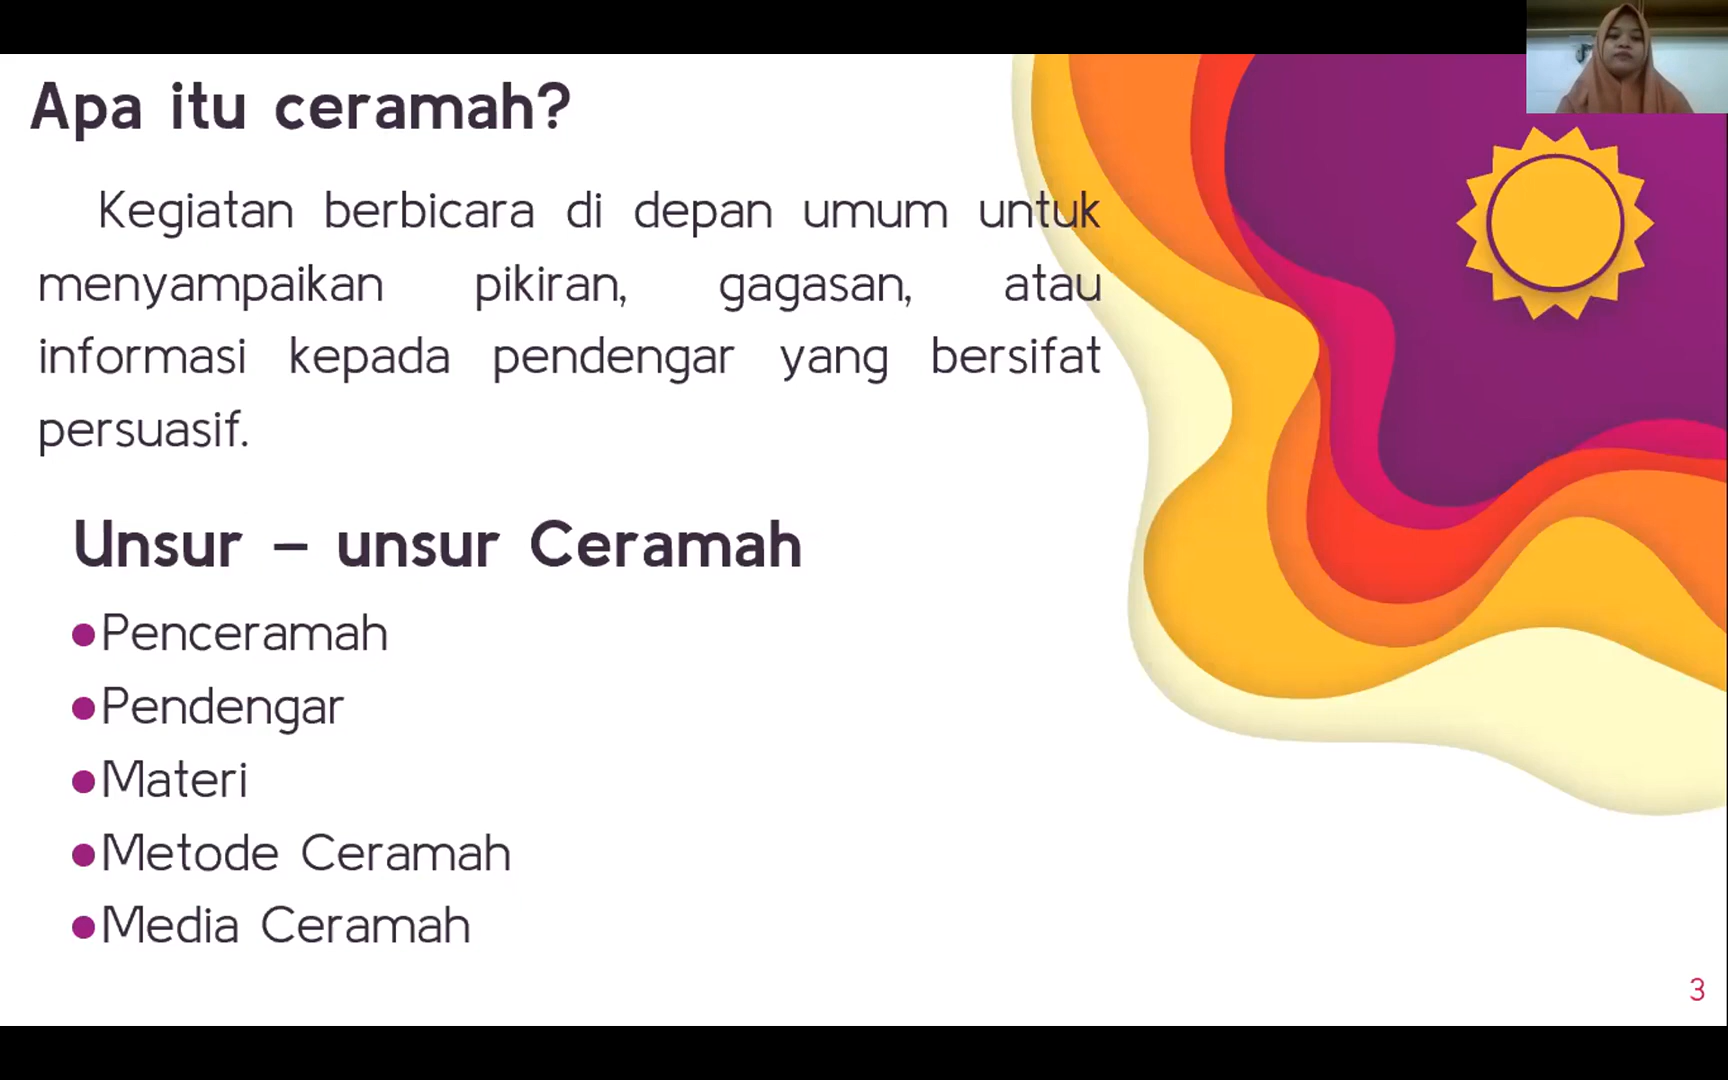 Apa itu ceramah?
Kegiatan berbicara di depan umum untuk
menyampaikan pikiran, gagasan, atau
informasi kepada pendengar yang bersifat
persuasif.
Unsur – unsur Ceramah
●Penceramah
●Pendengar
●Materi
●Metode Ceramah
●Media Ceramah
3